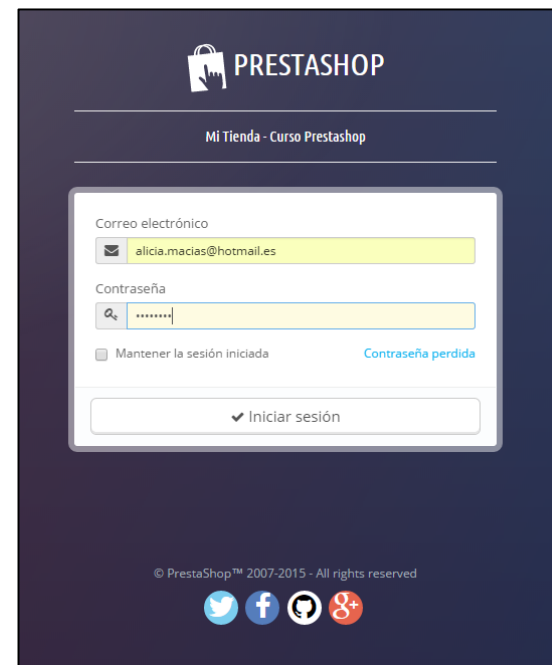 PRESTASHOP
Mi Tienda - Curso Prestashop
Correo electrónico
alicia.macias@hotmail.es
Contraseña
••••••••
Mantener la sesión iniciada Contraseña perdida
✔ Iniciar sesión
© PrestaShop™ 2007-2015 - All rights reserved